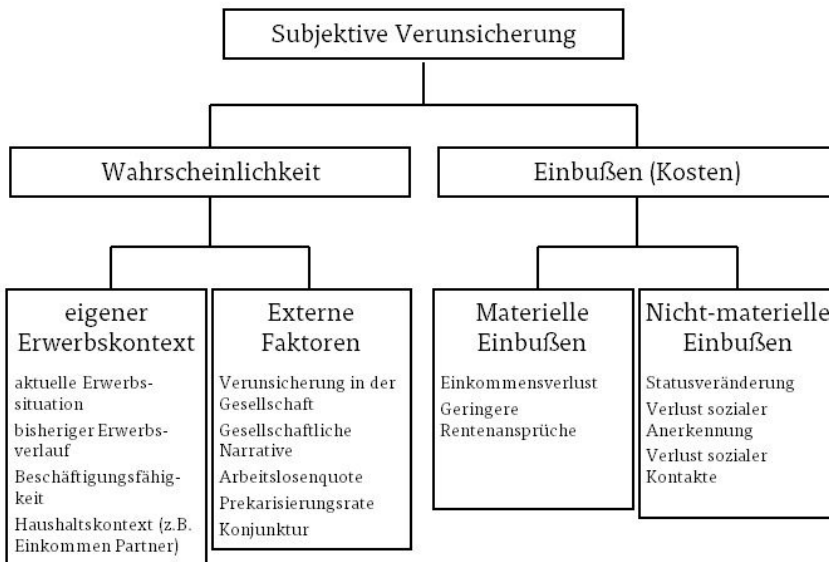 Subjektive Verunsicherung
Wahrscheinlichkeit
Einbußen (Kosten)
eigener
Erwerbskontext
aktuelle Erwerbs-
situation
bisheriger Erwerbs-
verlauf
Beschäftigungsfähig-
keit
Haushaltskontext (z.B.
Einkommen Partner)
Externe
Faktoren
Verunsicherung in der
Gesellschaft
Gesellschaftliche
Narrative
Arbeitslosenquote
Prekarisierungsrate
Konjunktur
Materielle
Einbußen
Einkommensverlust
Geringere
Rentenansprüche
Nicht-materielle
Einbußen
Statusveränderung
Verlust sozialer
Anerkennung
Verlust sozialer
Kontakte